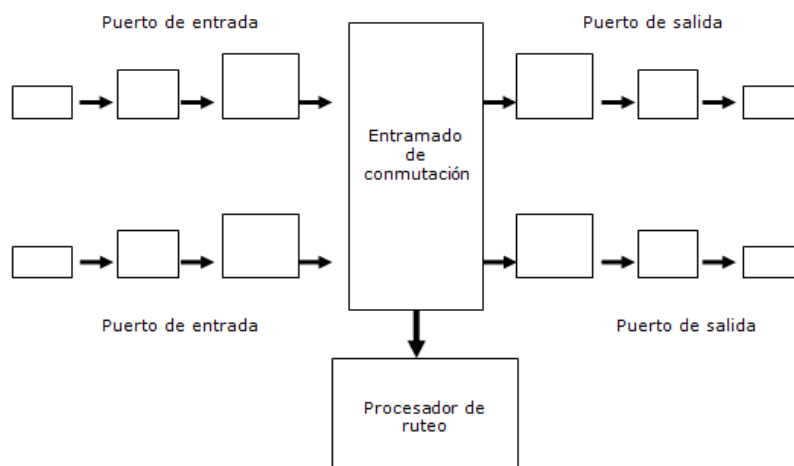 Puerto de entrada
Puerto de salida
Entramado
de
conmutación
Puerto de entrada
Puerto de salida
Procesador de
ruteo